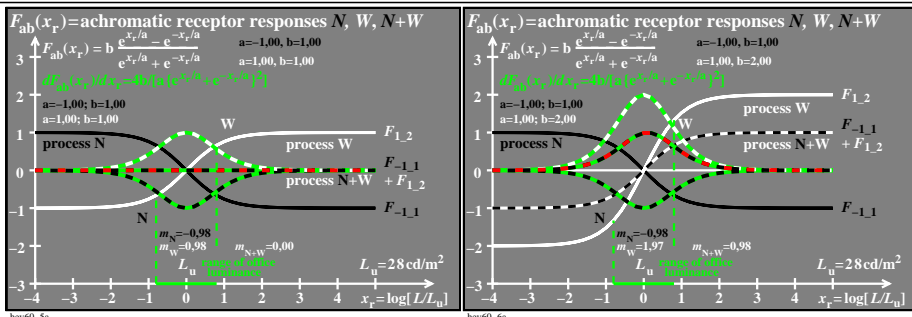 F_ab(x_r)=achromatic receptor responses N, W, N+W
F_ab(x_r) = b (e^{x_r/a} − e^{−x_r/a}) / (e^{x_r/a} + e^{−x_r/a})
a=-1,00, b=1,00
a=1,00, b=1,00
dF_ab(x_r)/dx_r=4b/[a{e^{x_r/a}+e^{−x_r/a}}²]
a=-1,00; b=1,00
a=1,00; b=1,00
process N
W
process W
F_1_2
F_-1_1
process N+W
+ F_1_2
N
F_-1_1
m_N=−0,98
m_W=0,98
m_N+W=0,00
L_u
range of office
luminance
L_u=28cd/m²
3
2
1
0
−1
−2
−3
−4 −3 −2 −1 0 1 2 3 4 5
x_r=log[L/L_u]
F_ab(x_r)=achromatic receptor responses N, W, N+W
F_ab(x_r) = b (e^{x_r/a} − e^{−x_r/a}) / (e^{x_r/a} + e^{−x_r/a})
a=-1,00, b=1,00
a=1,00, b=2,00
dF_ab(x_r)/dx_r=4b/[a{e^{x_r/a}+e^{−x_r/a}}²]
a=-1,00; b=1,00
a=1,00; b=2,00
process N
W
F_1_2
process W
F_-1_1
process N+W
+ F_1_2
N
F_-1_1
m_N=−0,98
m_W=1,97
m_N+W=0,98
L_u
range of office
luminance
L_u=28cd/m²
3
2
1
0
−1
−2
−3
−4 −3 −2 −1 0 1 2 3 4 5
x_r=log[L/L_u]